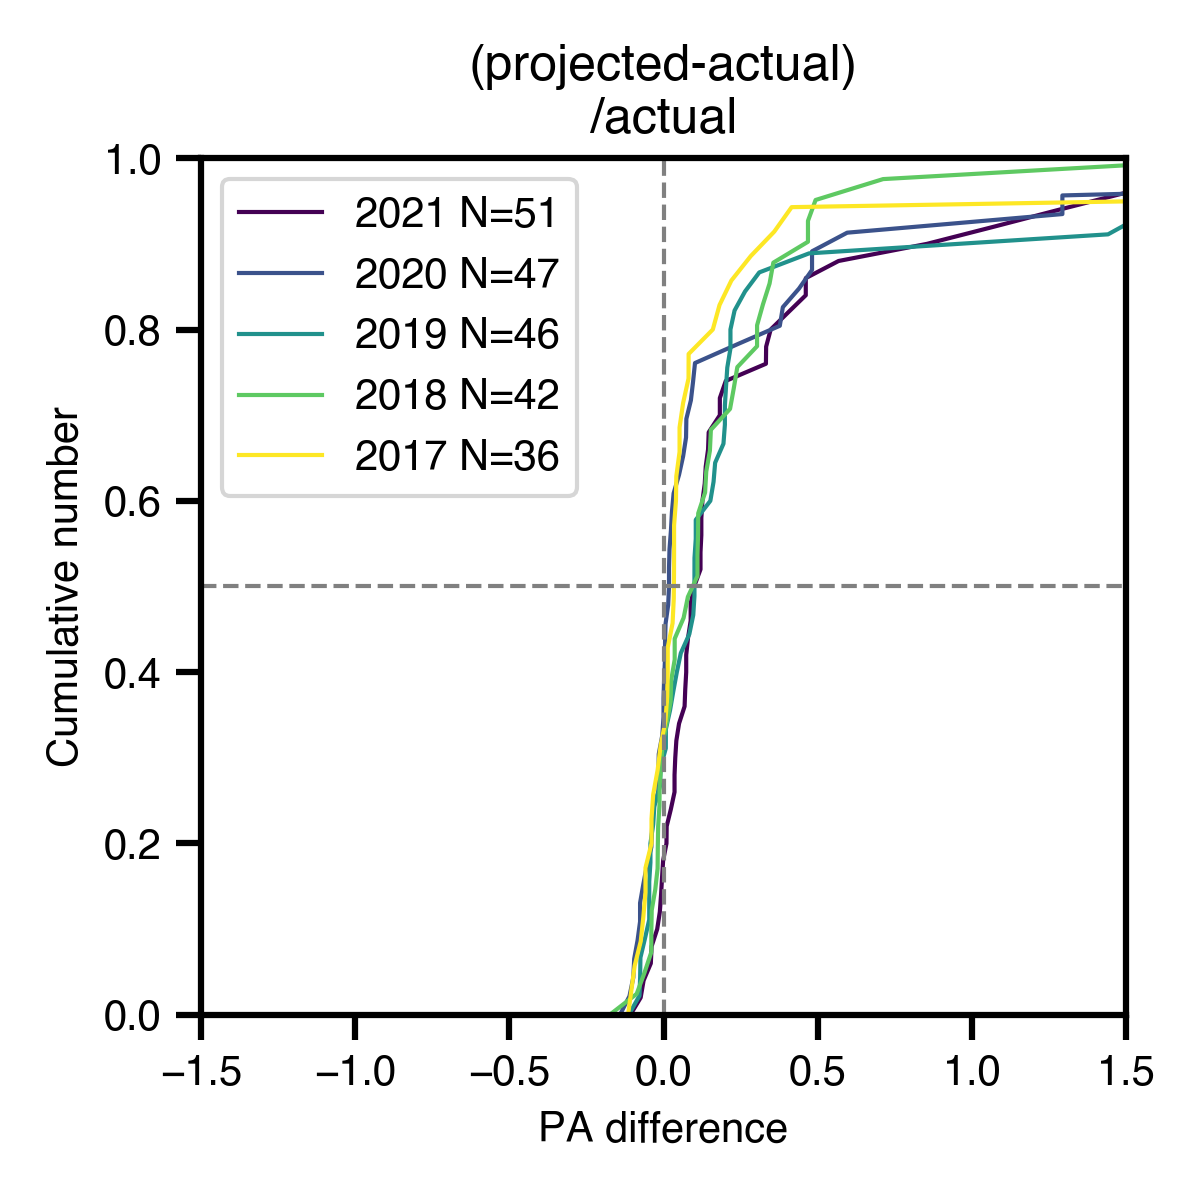 (projected-actual)
/actual
1.0
0.8
0.6
0.4
0.2
0.0
Cumulative number
2021 N=51
2020 N=47
2019 N=46
2018 N=42
2017 N=36
−1.5 −1.0 −0.5 0.0 0.5 1.0 1.5
PA difference